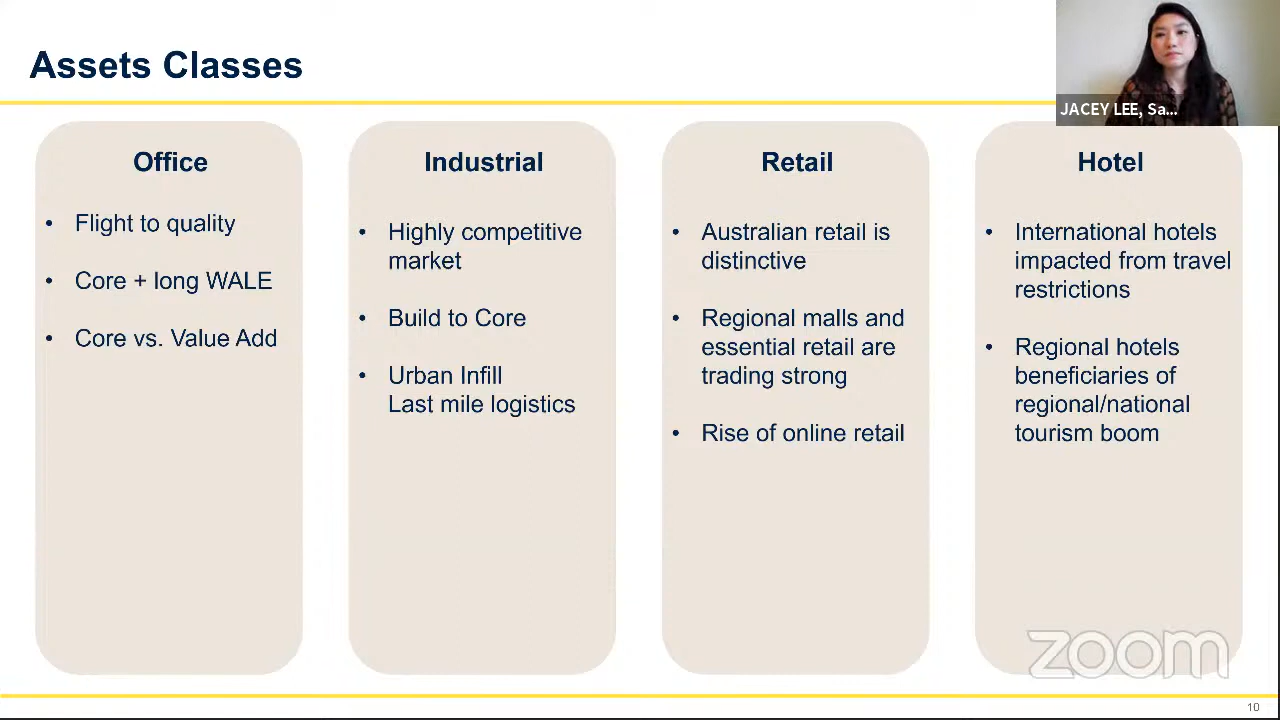 Assets Classes
JACEY LEE, Sa...
Office
• Flight to quality
• Core + long WALE
• Core vs. Value Add
Industrial
• Highly competitive
market
• Build to Core
• Urban Infill
Last mile logistics
Retail
• Australian retail is
distinctive
• Regional malls and
essential retail are
trading strong
• Rise of online retail
Hotel
• International hotels
impacted from travel
restrictions
• Regional hotels
beneficiaries of
regional/national
tourism boom
zoom
10